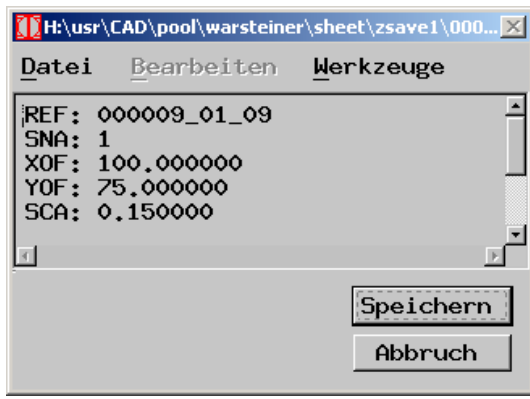 H:\usr\CAD\pool\warsteiner\sheet\zsave1\000...
Datei Bearbeiten Werkzeuge
REF: 000009_01_09
SNA: 1
XOF: 100.000000
YOF: 75.000000
SCA: 0.150000
Speichern
Abbruch